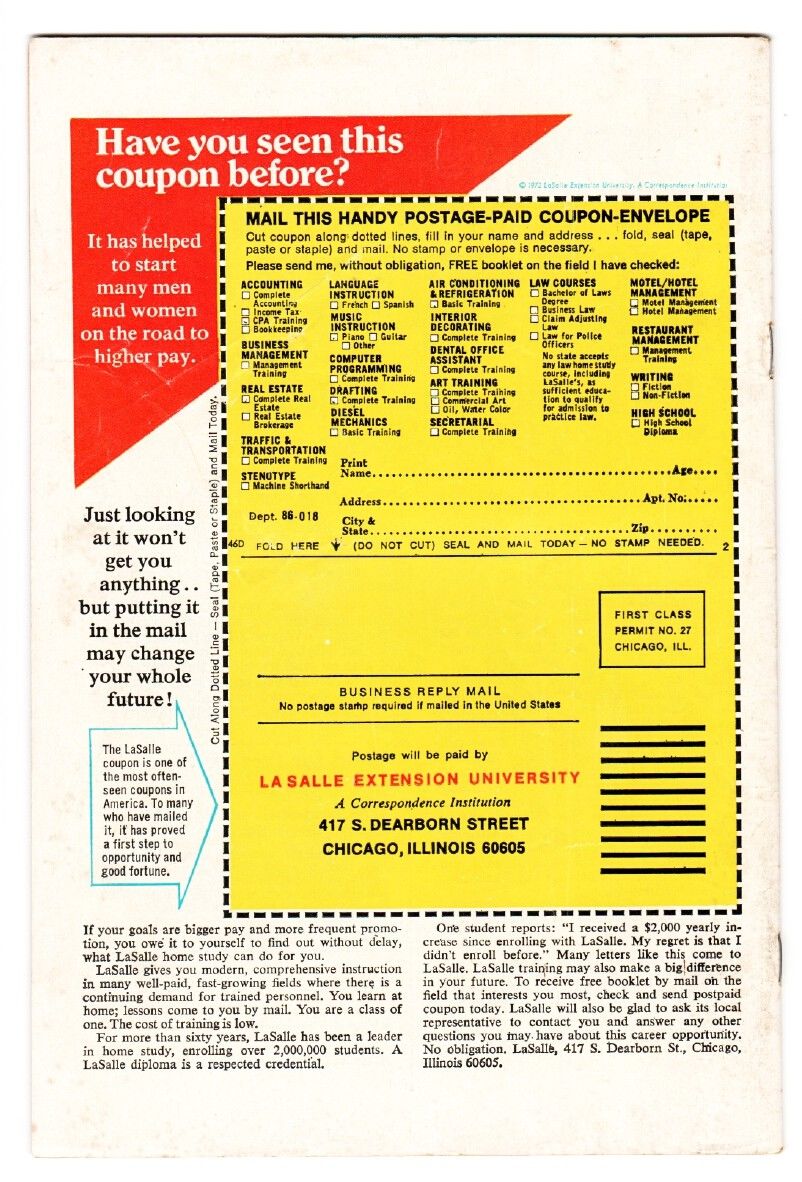 Have you seen this
coupon before?
© 1972 LaSalle Extension University, A Correspondence Institution
It has helped
to start
many men
and women
on the road to
higher pay.
MAIL THIS HANDY POSTAGE-PAID COUPON-ENVELOPE
Cut coupon along dotted lines, fill in your name and address . . . fold, seal (tape,
paste or staple) and mail. No stamp or envelope is necessary.
Please send me, without obligation, FREE booklet on the field I have checked:
ACCOUNTING
☐ Complete
Accounting
☐ Income Tax
☐ CPA Training
☐ Bookkeeping
BUSINESS
MANAGEMENT
☐ Management
Training
REAL ESTATE
☐ Complete Real
Estate
☐ Real Estate
Brokerage
TRAFFIC &
TRANSPORTATION
☐ Complete Training
STENOTYPE
☐ Machine Shorthand
LANGUAGE
INSTRUCTION
☐ French ☐ Spanish
MUSIC
INSTRUCTION
☐ Piano ☐ Guitar
☐ Other
COMPUTER
PROGRAMMING
☐ Complete Training
DRAFTING
☐ Complete Training
DIESEL
MECHANICS
☐ Basic Training
AIR CONDITIONING
& REFRIGERATION
☐ Basic Training
INTERIOR
DECORATING
☐ Complete Training
DENTAL OFFICE
ASSISTANT
☐ Complete Training
ART TRAINING
☐ Complete Training
☐ Commercial Art
☐ Oil, Water Color
SECRETARIAL
☐ Complete Training
LAW COURSES
☐ Bachelor of Laws
Degree
☐ Business Law
☐ Claim Adjusting
Law
☐ Law for Police
Officers
No state accepts
any law home study
course, including
LaSalle's, as
sufficient educa-
tion to qualify
for admission to
practice law.
MOTEL/HOTEL
MANAGEMENT
☐ Motel Management
☐ Hotel Management
RESTAURANT
MANAGEMENT
☐ Management
Training
WRITING
☐ Fiction
☐ Non-Fiction
HIGH SCHOOL
☐ High School
Diploma
Print
Name........Age....
Address........Apt. No:.....
Dept. 86-018
City &
State........Zip..........
46D FOLD HERE (DO NOT CUT) SEAL AND MAIL TODAY — NO STAMP NEEDED. 2
Cut Along Dotted Line — Seal (Tape, Paste or Staple) and Mail Today.
Just looking
at it won't
get you
anything . .
but putting it
in the mail
may change
your whole
future!
The LaSalle
coupon is one of
the most often-
seen coupons in
America. To many
who have mailed
it, it has proved
a first step to
opportunity and
good fortune.
FIRST CLASS
PERMIT NO. 27
CHICAGO, ILL.
BUSINESS REPLY MAIL
No postage stamp required if mailed in the United States
Postage will be paid by
LA SALLE EXTENSION UNIVERSITY
A Correspondence Institution
417 S. DEARBORN STREET
CHICAGO, ILLINOIS 60605
If your goals are bigger pay and more frequent promo-
tion, you owe it to yourself to find out without delay,
what LaSalle home study can do for you.
LaSalle gives you modern, comprehensive instruction
in many well-paid, fast-growing fields where there is a
continuing demand for trained personnel. You learn at
home; lessons come to you by mail. You are a class of
one. The cost of training is low.
For more than sixty years, LaSalle has been a leader
in home study, enrolling over 2,000,000 students. A
LaSalle diploma is a respected credential.
One student reports: "I received a $2,000 yearly in-
crease since enrolling with LaSalle. My regret is that I
didn't enroll before." Many letters like this come to
LaSalle. LaSalle training may also make a big difference
in your future. To receive free booklet by mail on the
field that interests you most, check and send postpaid
coupon today. LaSalle will also be glad to ask its local
representative to contact you and answer any other
questions you may have about this career opportunity.
No obligation. LaSalle, 417 S. Dearborn St., Chicago,
Illinois 60605.